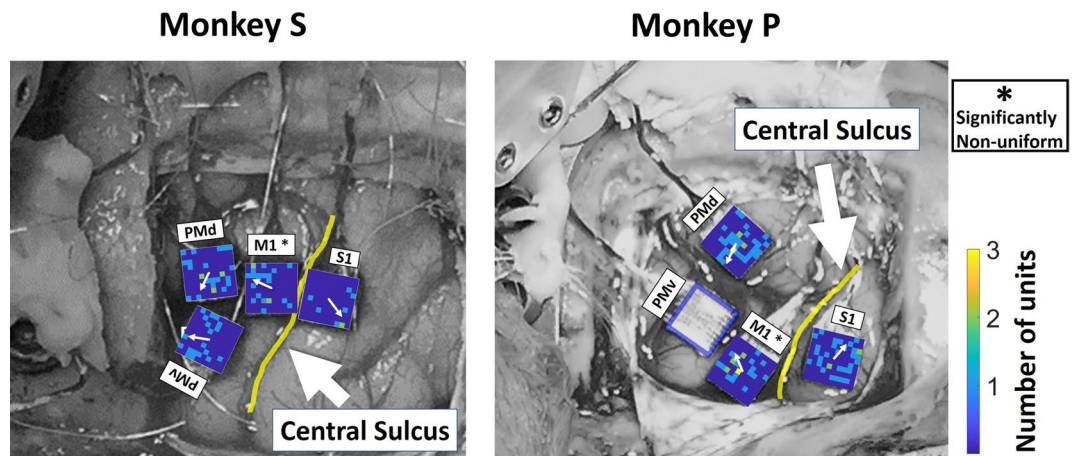 Monkey S
Monkey P
PMd
M1 *
S1
PMv
Central Sulcus
Central Sulcus
PMd
PMv
M1 *
S1
*
Significantly
Non-uniform
3
2
1
Number of units